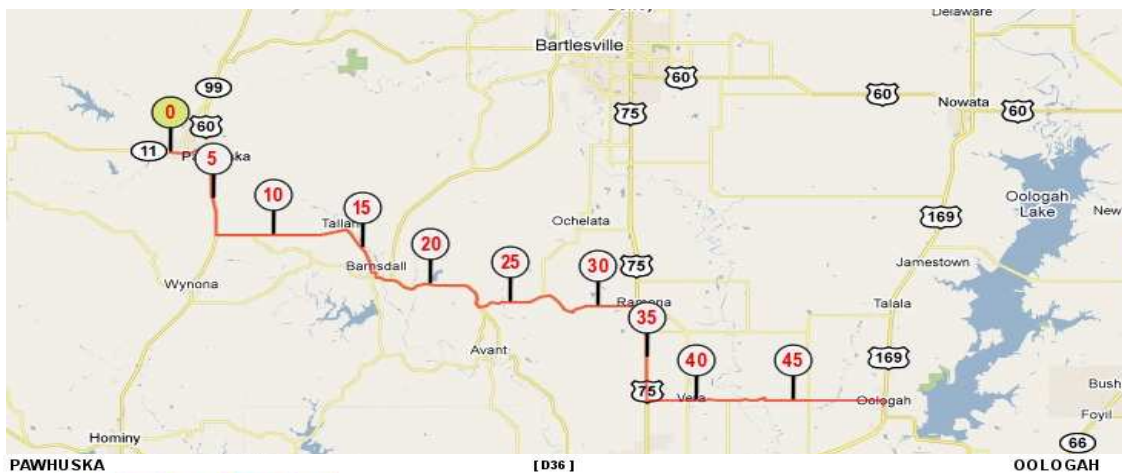 Delaware
60
Bartlesville
60
60
99
Nowata
0
60
75
60
11
5
Oologah
Lake
10
15
Ochelata
169
20
25
30
75
Jamestown
Barnsdall
Wynona
Ramona
Talala
35
Avant
40
45
169
75
Vera
Oologah
Bush
Foyil
Hominy
66
PAWHUSKA [D36] OOLOGAH